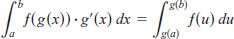 ∫_a^b f(g(x)) · g′(x) dx = ∫_{g(a)}^{g(b)} f(u) du